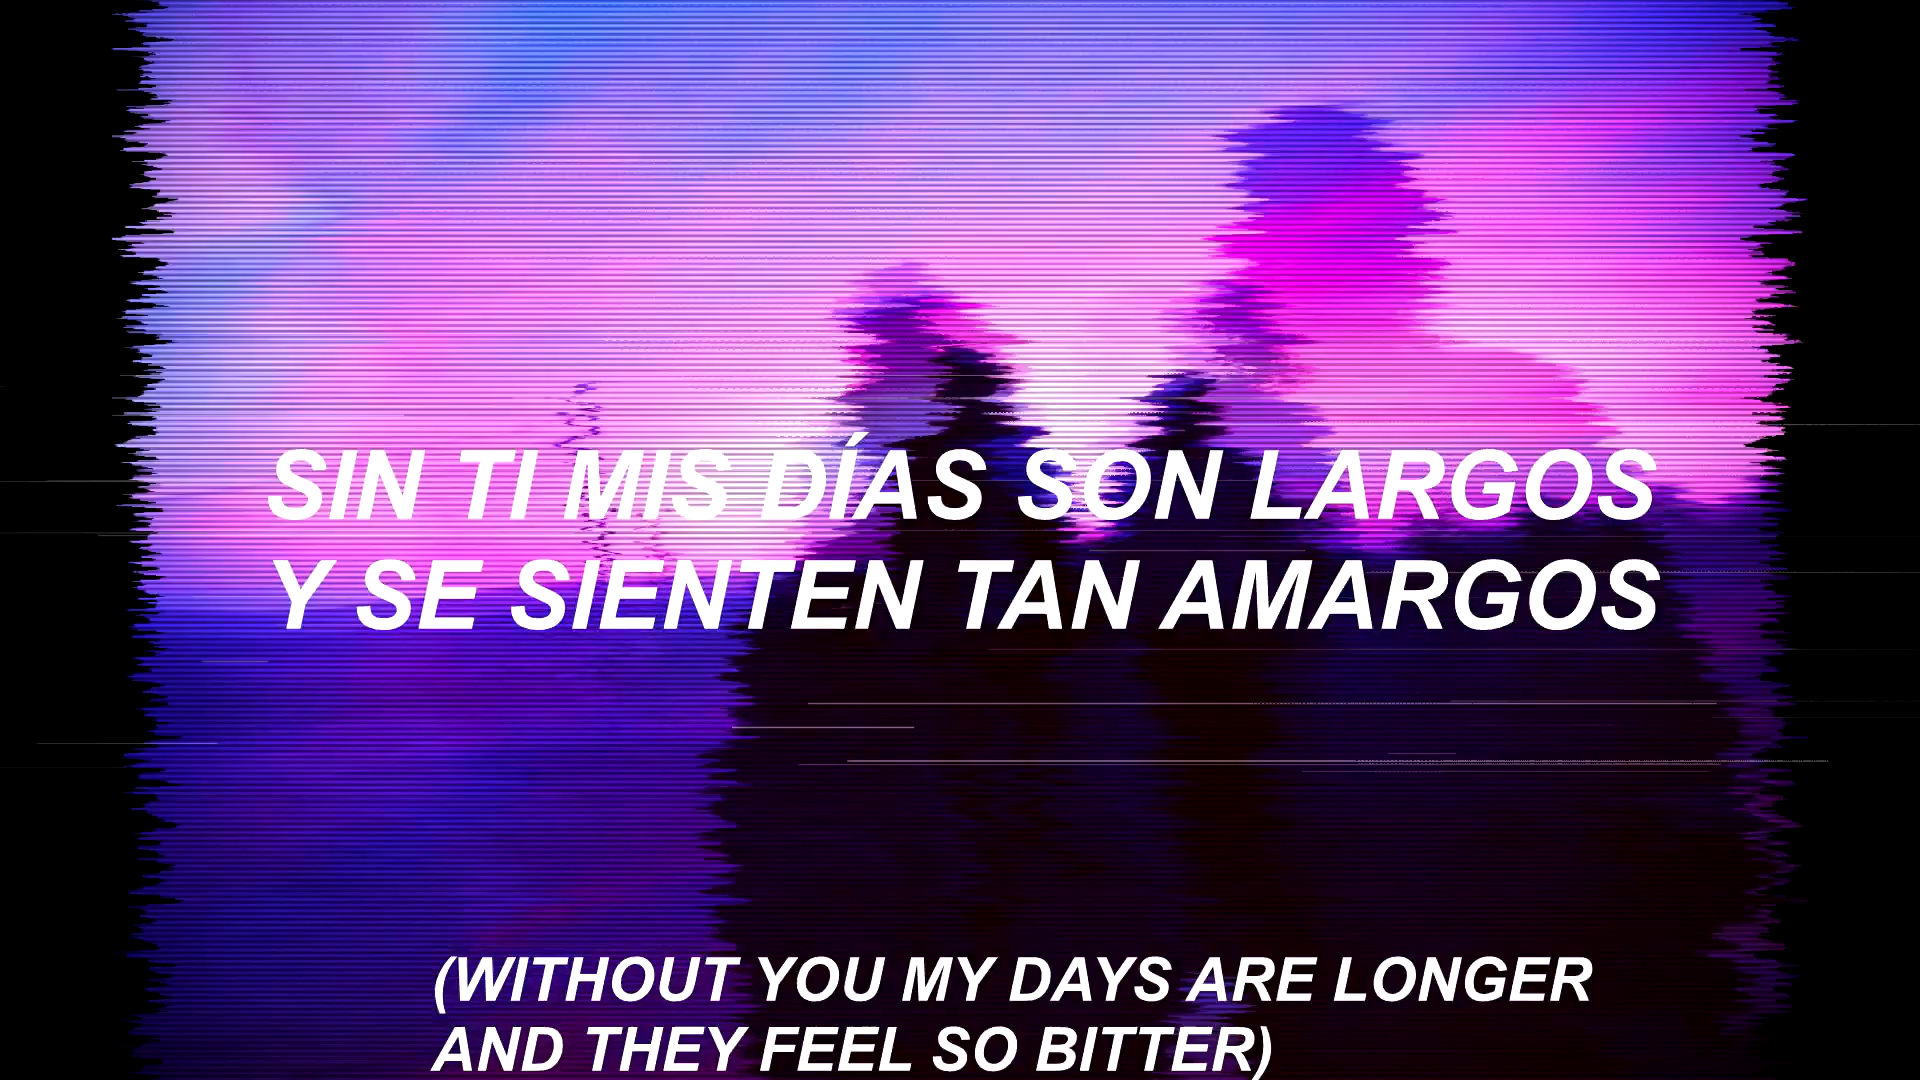 SIN TI MIS DÍAS SON LARGOS
Y SE SIENTEN TAN AMARGOS
(WITHOUT YOU MY DAYS ARE LONGER
AND THEY FEEL SO BITTER)